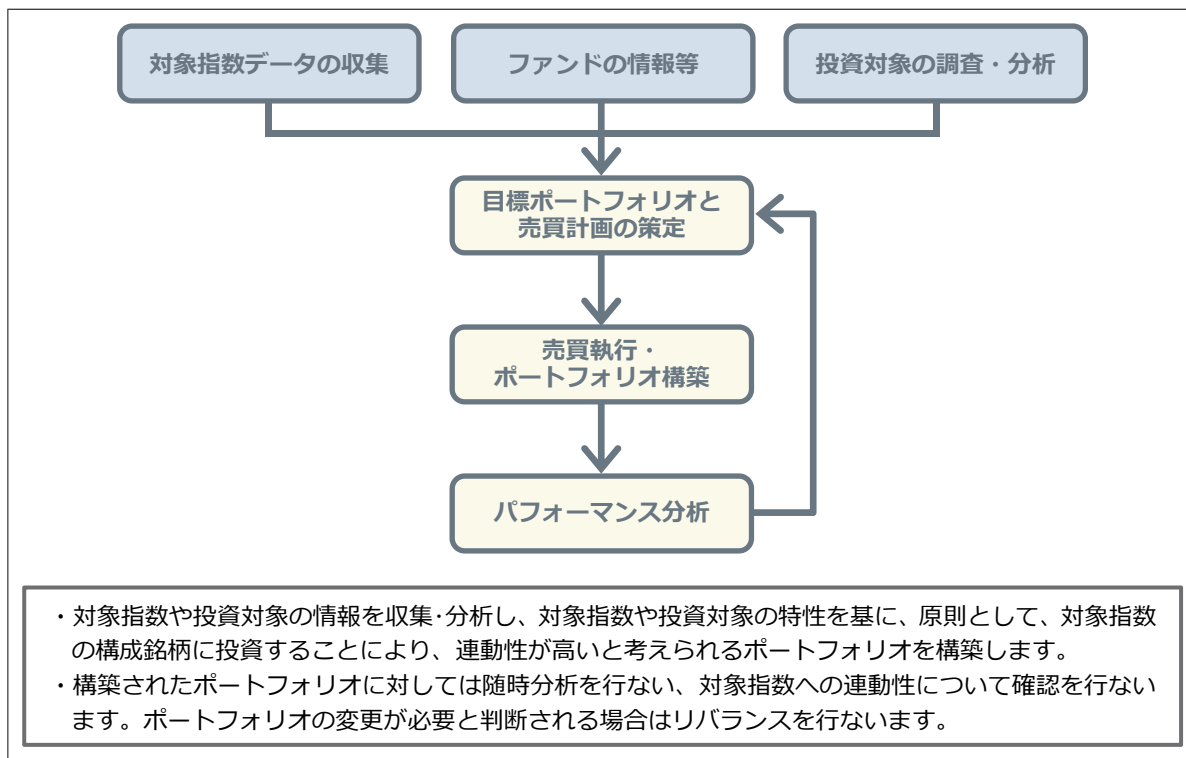 対象指数データの収集
ファンドの情報等
投資対象の調査・分析
目標ポートフォリオと
売買計画の策定
売買執行・
ポートフォリオ構築
パフォーマンス分析
・対象指数や投資対象の情報を収集･分析し、対象指数や投資対象の特性を基に、原則として、対象指数
の構成銘柄に投資することにより、連動性が高いと考えられるポートフォリオを構築します。
・構築されたポートフォリオに対しては随時分析を行ない、対象指数への連動性について確認を行ない
ます。ポートフォリオの変更が必要と判断される場合はリバランスを行ないます。